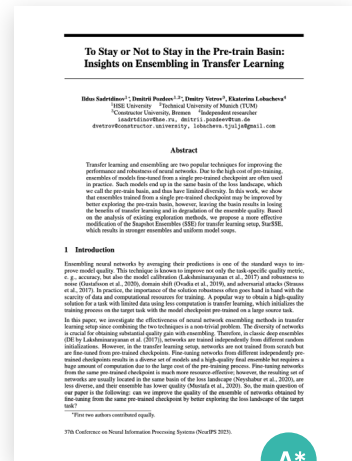 To Stay or Not to Stay in the Pre-train Basin:
Insights on Ensembling in Transfer Learning
Ildus Sadrtdinov¹*, Dmitrii Pozdeev¹,²*, Dmitry Vetrov³, Ekaterina Lobacheva⁴
¹HSE University ²Technical University of Munich (TUM)
³Constructor University, Bremen ⁴Independent researcher
isadrtdinov@hse.ru, dmitrii.pozdeev@tum.de
dvetrov@constructor.university, lobacheva.tjulja@gmail.com
Abstract
Transfer learning and ensembling are two popular techniques for improving the
performance and robustness of neural networks. Due to the high cost of pre-training,
ensembles of models fine-tuned from a single pre-trained checkpoint are often used
in practice. Such models end up in the same basin of the loss landscape, which
we call the pre-train basin, and thus have limited diversity. In this work, we show
that ensembles trained from a single pre-trained checkpoint may be improved by
better exploring the pre-train basin, however, leaving the basin results in losing
the benefits of transfer learning and in degradation of the ensemble quality. Based
on the analysis of existing exploration methods, we propose a more effective
modification of the Snapshot Ensembles (SSE) for transfer learning setup, StarSSE,
which results in stronger ensembles and uniform model soups.
1 Introduction
Ensembling neural networks by averaging their predictions is one of the standard ways to im-
prove model quality. This technique is known to improve not only the task-specific quality metric,
e. g., accuracy, but also the model calibration (Lakshminarayanan et al., 2017) and robustness to
noise (Gustafsson et al., 2020), domain shift (Ovadia et al., 2019), and adversarial attacks (Strauss
et al., 2017). In practice, the importance of the solution robustness often goes hand in hand with the
scarcity of data and computational resources for training. A popular way to obtain a high-quality
solution for a task with limited data using less computation is transfer learning, which initializes the
training process on the target task with the model checkpoint pre-trained on a large source task.
In this paper, we investigate the effectiveness of neural network ensembling methods in transfer
learning setup since combining the two techniques is a non-trivial problem. The diversity of networks
is crucial for obtaining substantial quality gain with ensembling. Therefore, in classic deep ensembles
(DE by Lakshminarayanan et al. (2017)), networks are trained independently from different random
initializations. However, in the transfer learning setup, networks are not trained from scratch but
are fine-tuned from pre-trained checkpoints. Fine-tuning networks from different independently pre-
trained checkpoints results in a diverse set of models and a high-quality final ensemble but requires a
huge amount of computation due to the large cost of the pre-training process. Fine-tuning networks
from the same pre-trained checkpoint is much more resource-effective; however, the resulting set of
networks are usually located in the same basin of the loss landscape (Neyshabur et al., 2020), are
less diverse, and their ensemble has lower quality (Mustafa et al., 2020). So, the main question of
our paper is the following: can we improve the quality of the ensemble of networks obtained by
fine-tuning from the same pre-trained checkpoint by better exploring the loss landscape of the target
task?
*First two authors contributed equally.
37th Conference on Neural Information Processing Systems (NeurIPS 2023).
A*